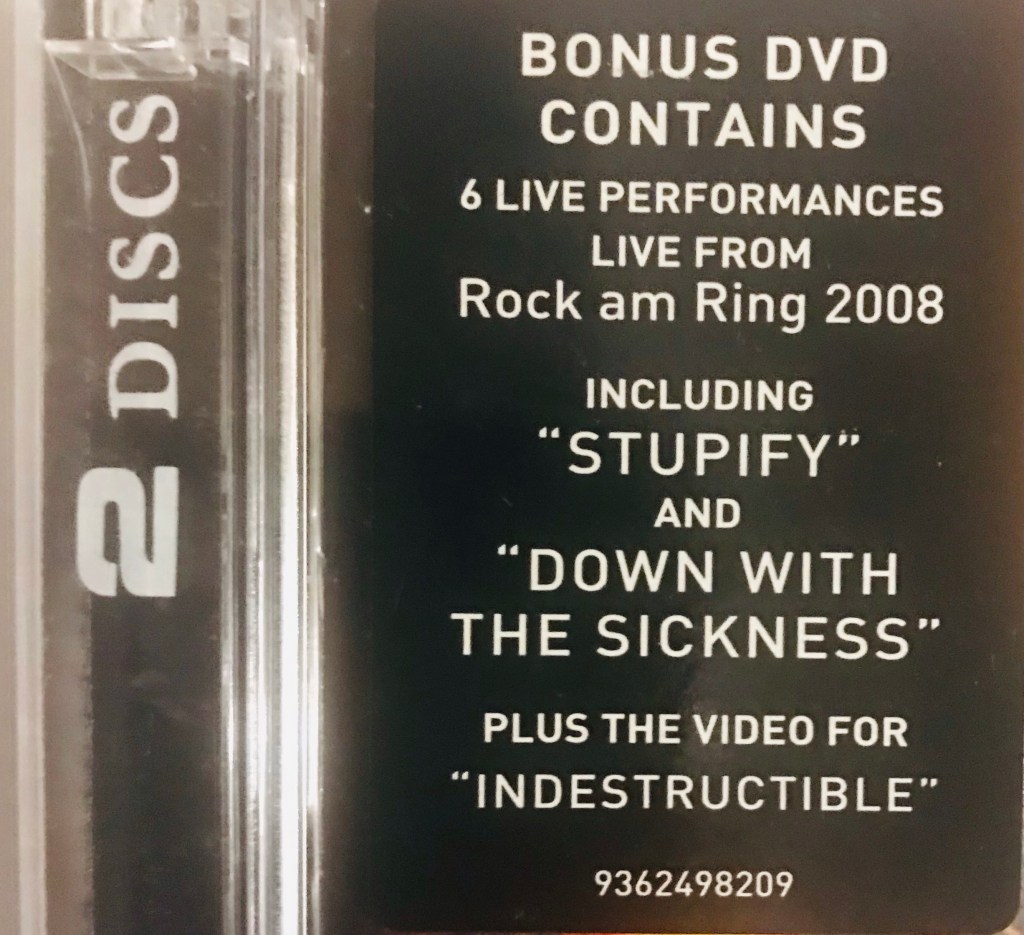 2 DISCS
BONUS DVD
CONTAINS
6 LIVE PERFORMANCES
LIVE FROM
Rock am Ring 2008
INCLUDING
“STUPIFY”
AND
“DOWN WITH
THE SICKNESS”
PLUS THE VIDEO FOR
“INDESTRUCTIBLE”
9362498209